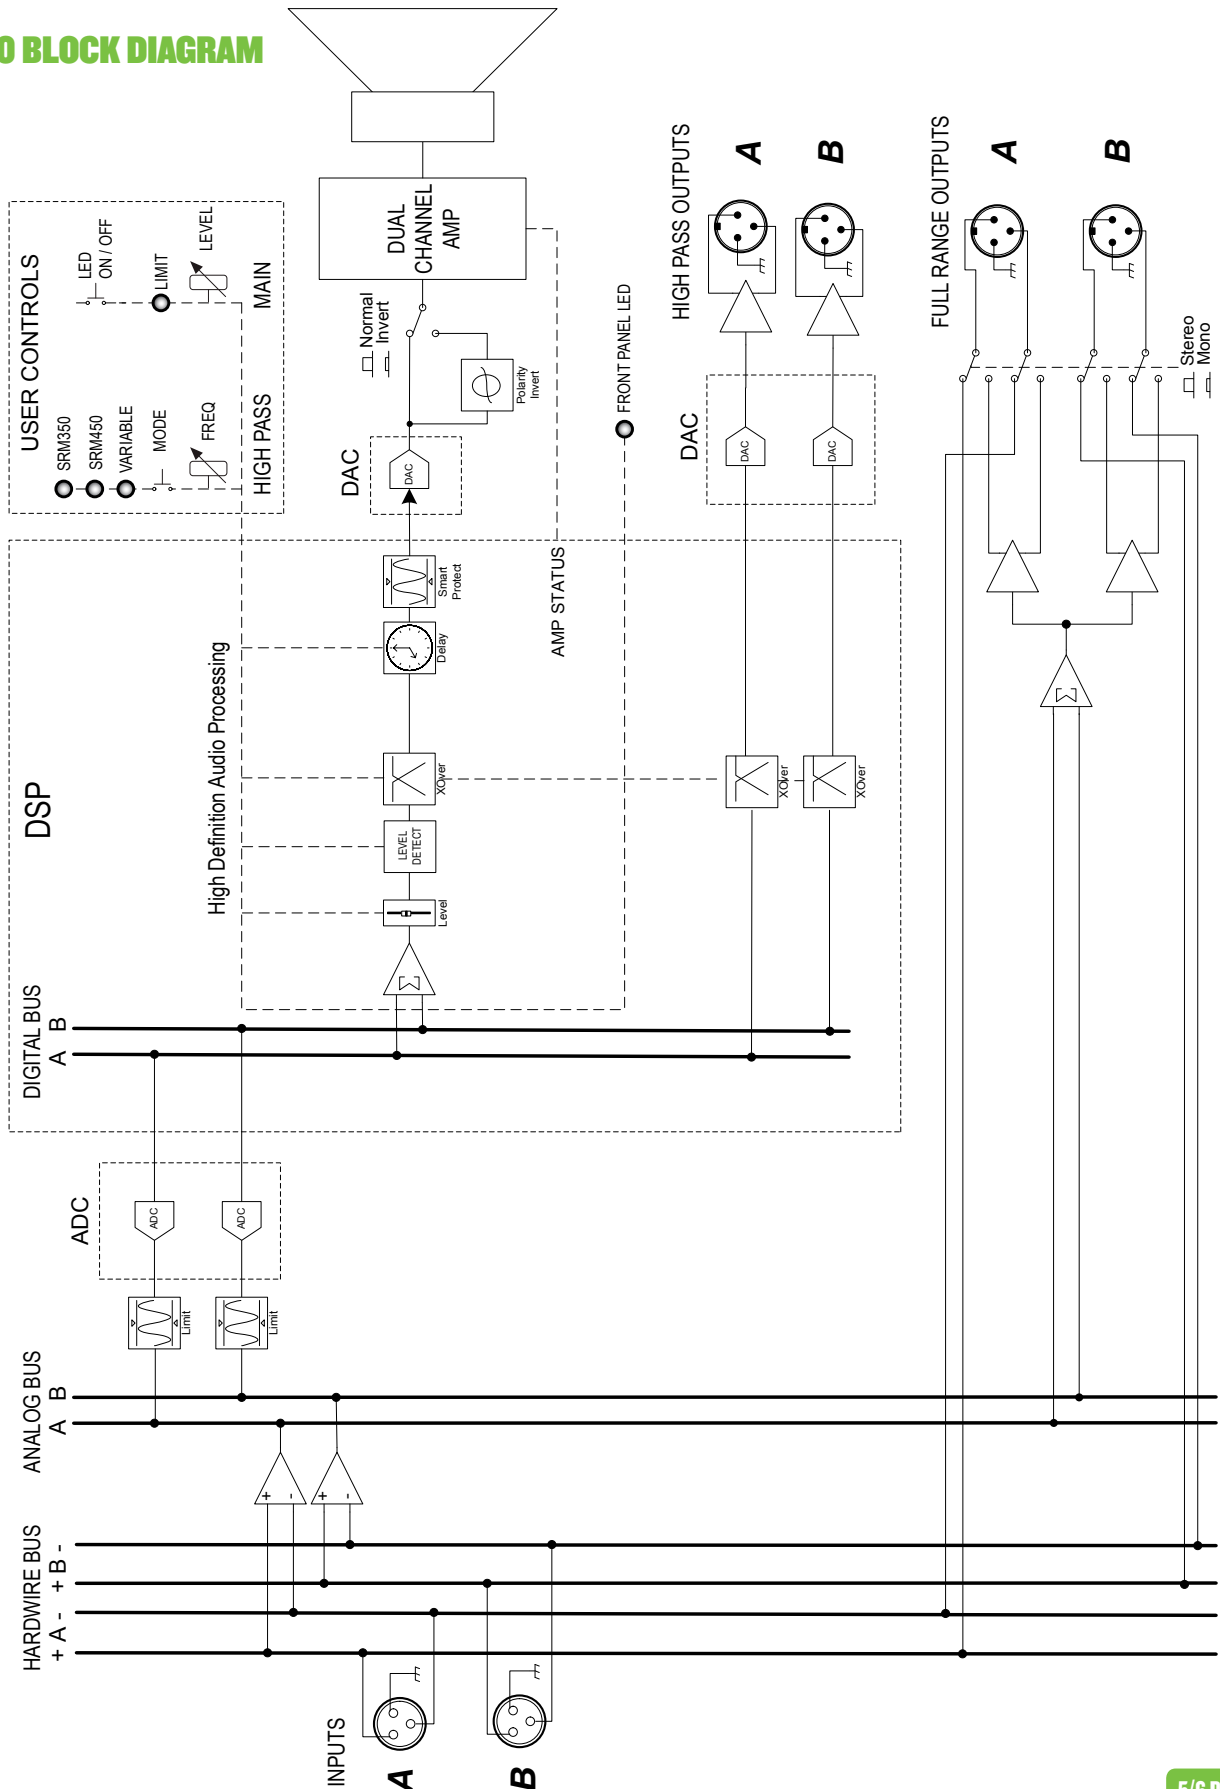 O BLOCK DIAGRAM
USER CONTROLS
SRM350
SRM450
VARIABLE
MODE
FREQ
HIGH PASS
LED
ON / OFF
LIMIT
LEVEL
MAIN
DUAL
CHANNEL
AMP
Normal
Invert
Polarity
Invert
DAC
DAC
FRONT PANEL LED
HIGH PASS OUTPUTS
A
B
DAC
DAC
DAC
FULL RANGE OUTPUTS
A
B
Stereo
Mono
DSP
High Definition Audio Processing
Smart
Protect
Delay
XOver
LEVEL
DETECT
Level
Σ
AMP STATUS
XOver
XOver
Σ
DIGITAL BUS
A B
ADC
ADC
ADC
Limit
Limit
ANALOG BUS
A B
+ -
+ -
HARDWIRE BUS
+ A - + B -
INPUTS
A
B